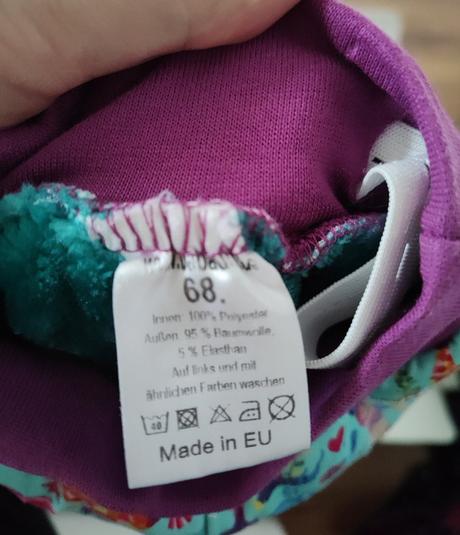 68.
Innen: 100% Polyester
Außen: 95 % Baumwolle,
5 % Elasthan
Auf links und mit
ähnlichen Farben waschen
40
Made in EU